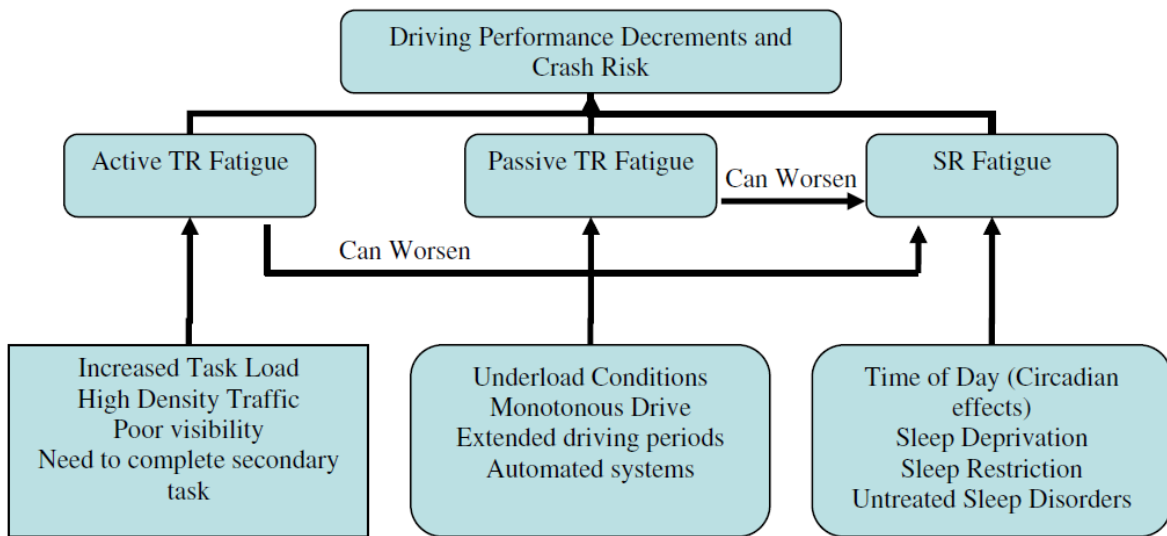 Driving Performance Decrements and
Crash Risk
Active TR Fatigue
Passive TR Fatigue
SR Fatigue
Can Worsen
Can Worsen
Increased Task Load
High Density Traffic
Poor visibility
Need to complete secondary
task
Underload Conditions
Monotonous Drive
Extended driving periods
Automated systems
Time of Day (Circadian
effects)
Sleep Deprivation
Sleep Restriction
Untreated Sleep Disorders